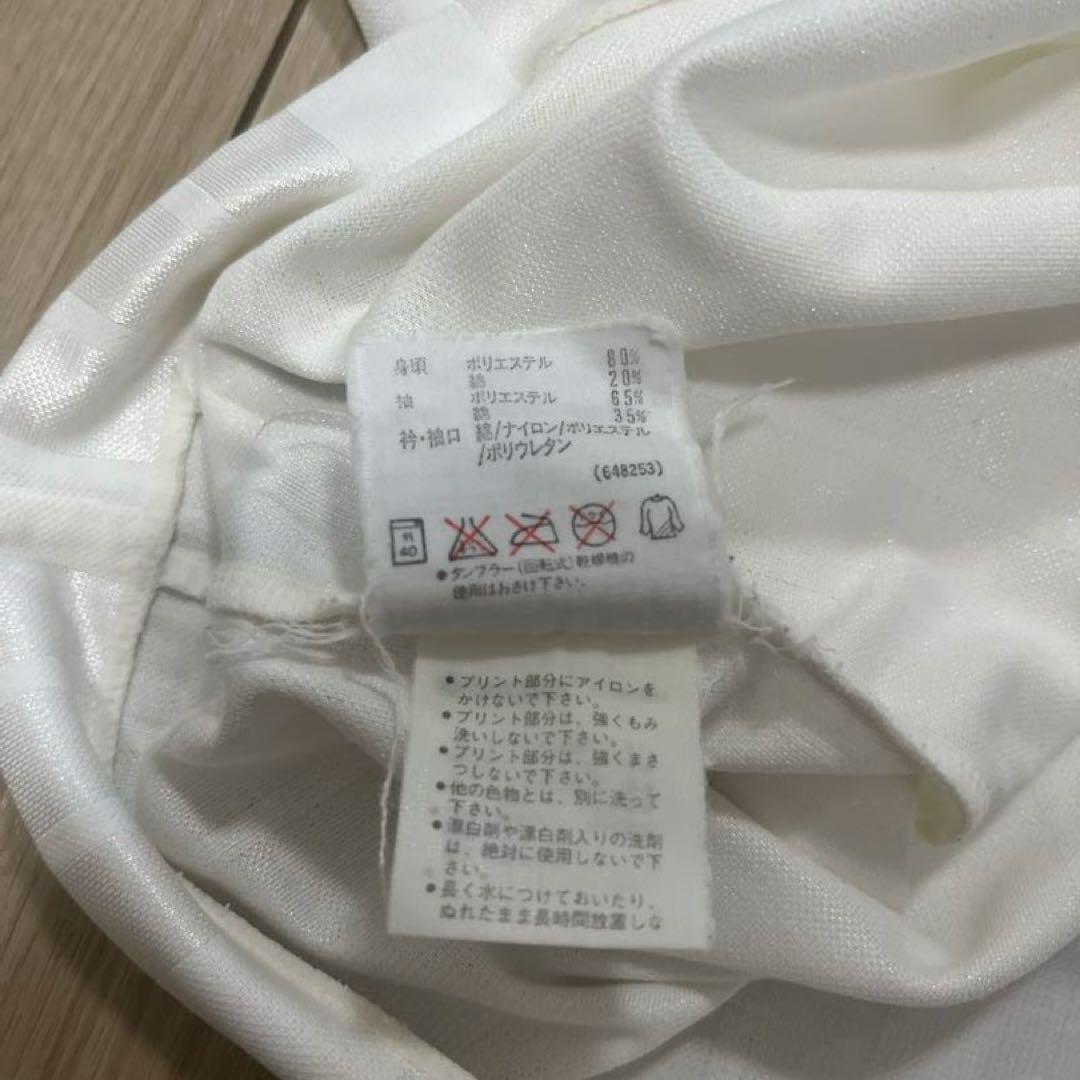 身頃 ポリエステル 80%
綿 20%
袖 ポリエステル 65%
綿 35%
衿・袖口 綿/ナイロン/ポリエステル
/ポリウレタン
(648253)
40
●タンブラー(回転式)乾燥機の
使用はおさけ下さい。
●プリント部分にアイロンを
かけないで下さい。
●プリント部分は、強くもみ
洗いしないで下さい。
●プリント部分は、強くまさ
つしないで下さい。
●他の色物とは、別に洗って
下さい。
●漂白剤や漂白剤入りの洗剤
は、絶対に使用しないで下
さい。
●長く水につけておいたり、
ぬれたまま長時間放置しな